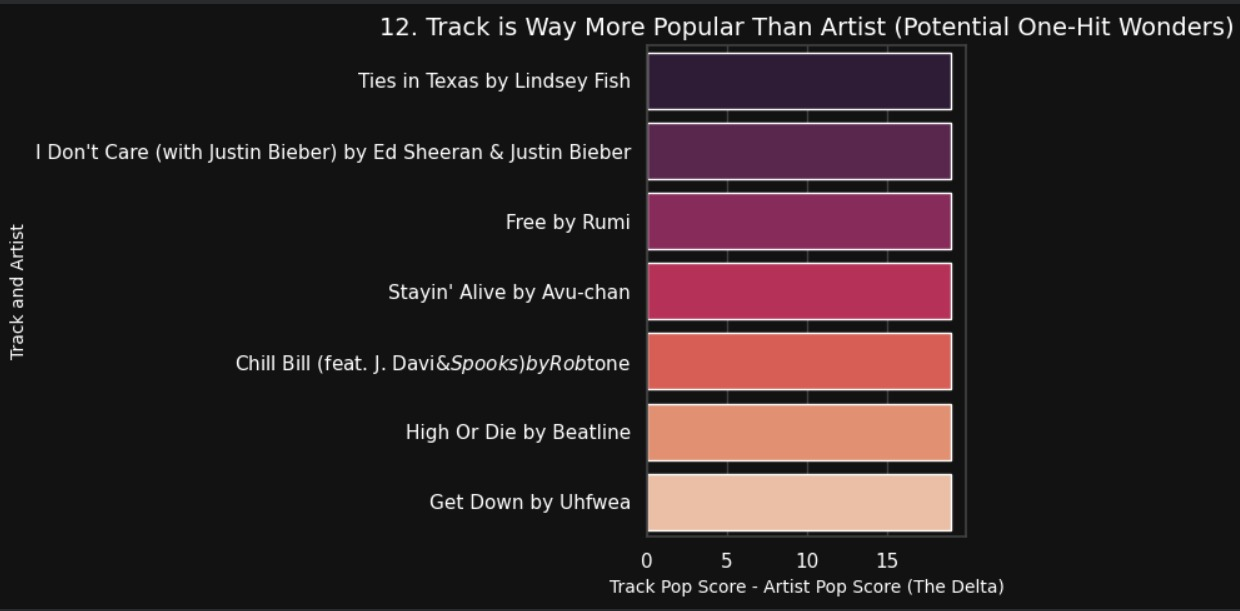 12. Track is Way More Popular Than Artist (Potential One-Hit Wonders)
Track and Artist
Ties in Texas by Lindsey Fish
I Don't Care (with Justin Bieber) by Ed Sheeran & Justin Bieber
Free by Rumi
Stayin' Alive by Avu-chan
Chill Bill (feat. J. Davi&Spooks)byRobtone
High Or Die by Beatline
Get Down by Uhfwea
0 5 10 15
Track Pop Score - Artist Pop Score (The Delta)